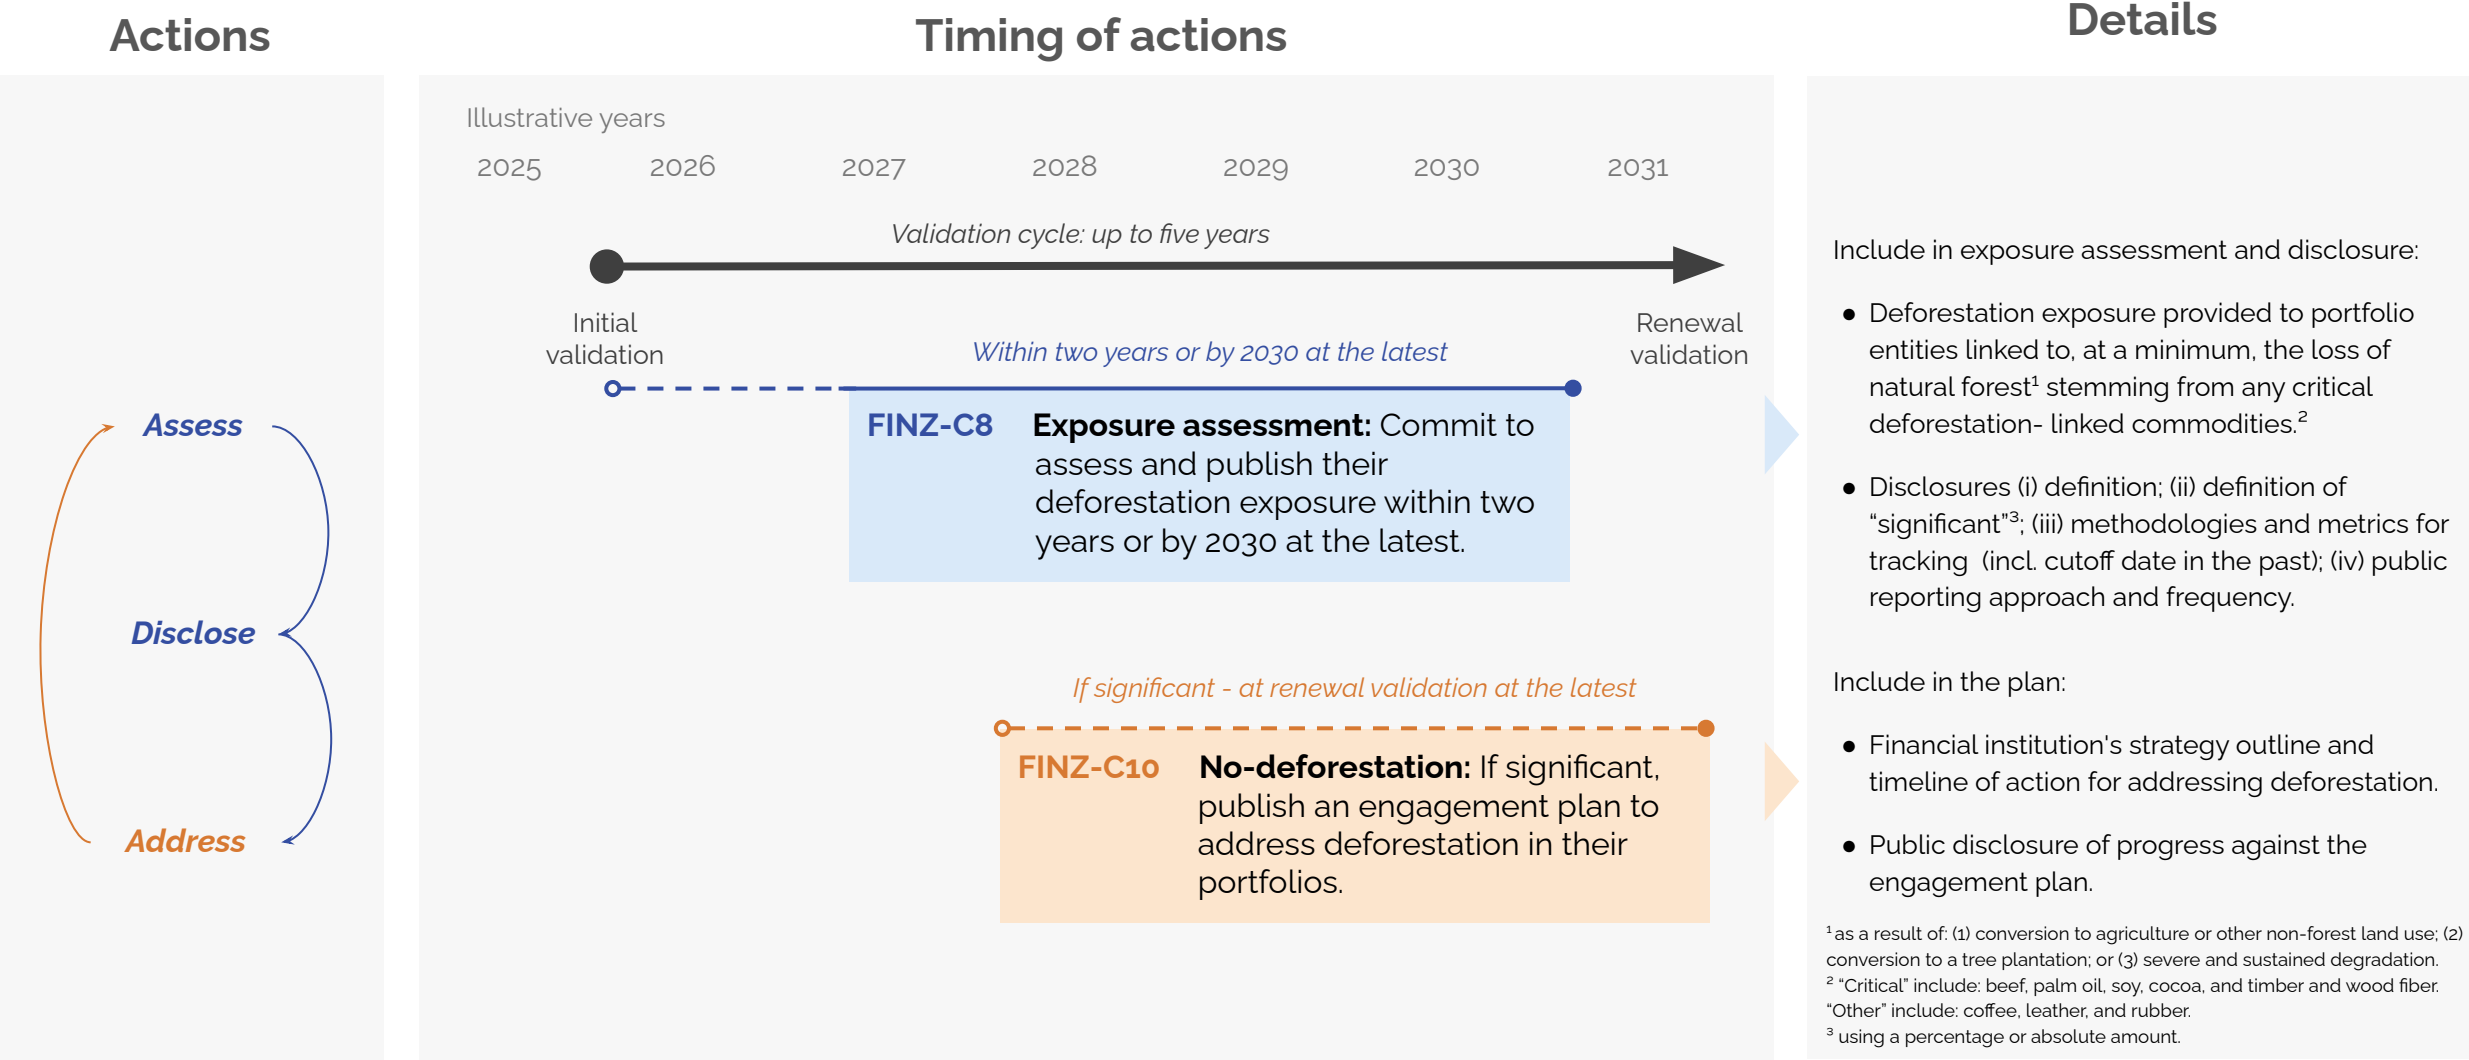 Actions
Timing of actions
Details
Illustrative years
2025 2026 2027 2028 2029 2030 2031
Validation cycle: up to five years
Initial
validation
Renewal
validation
Within two years or by 2030 at the latest
FINZ-C8 Exposure assessment: Commit to
assess and publish their
deforestation exposure within two
years or by 2030 at the latest.
If significant - at renewal validation at the latest
FINZ-C10 No-deforestation: If significant,
publish an engagement plan to
address deforestation in their
portfolios.
Assess
Disclose
Address
Include in exposure assessment and disclosure:
● Deforestation exposure provided to portfolio
entities linked to, at a minimum, the loss of
natural forest¹ stemming from any critical
deforestation- linked commodities.²
● Disclosures (i) definition; (ii) definition of
“significant”³; (iii) methodologies and metrics for
tracking (incl. cutoff date in the past); (iv) public
reporting approach and frequency.
Include in the plan:
● Financial institution's strategy outline and
timeline of action for addressing deforestation.
● Public disclosure of progress against the
engagement plan.
¹ as a result of: (1) conversion to agriculture or other non-forest land use; (2)
conversion to a tree plantation; or (3) severe and sustained degradation.
² “Critical” include: beef, palm oil, soy, cocoa, and timber and wood fiber.
“Other” include: coffee, leather, and rubber.
³ using a percentage or absolute amount.